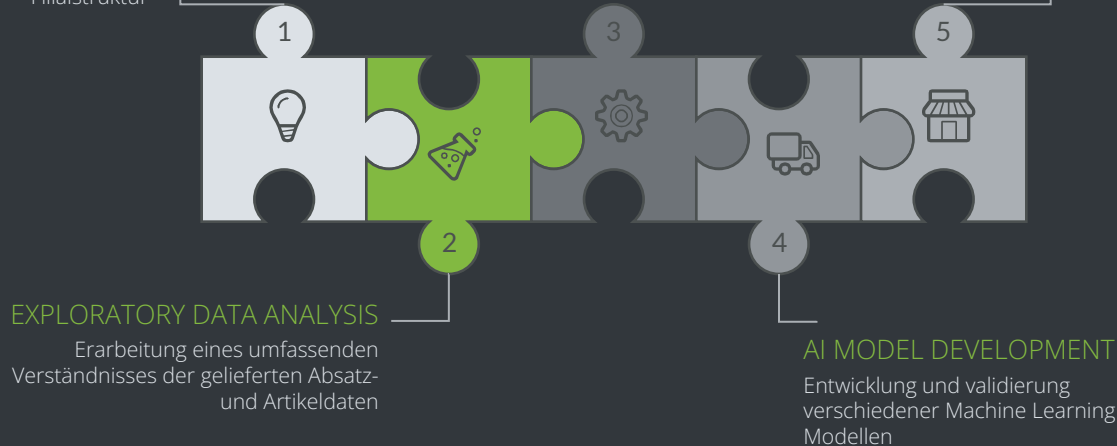 Filialstruktur
1
3
5
2
4
EXPLORATORY DATA ANALYSIS
Erarbeitung eines umfassenden
Verständnisses der gelieferten Absatz-
und Artikeldaten
AI MODEL DEVELOPMENT
Entwicklung und validierung
verschiedener Machine Learning
Modellen